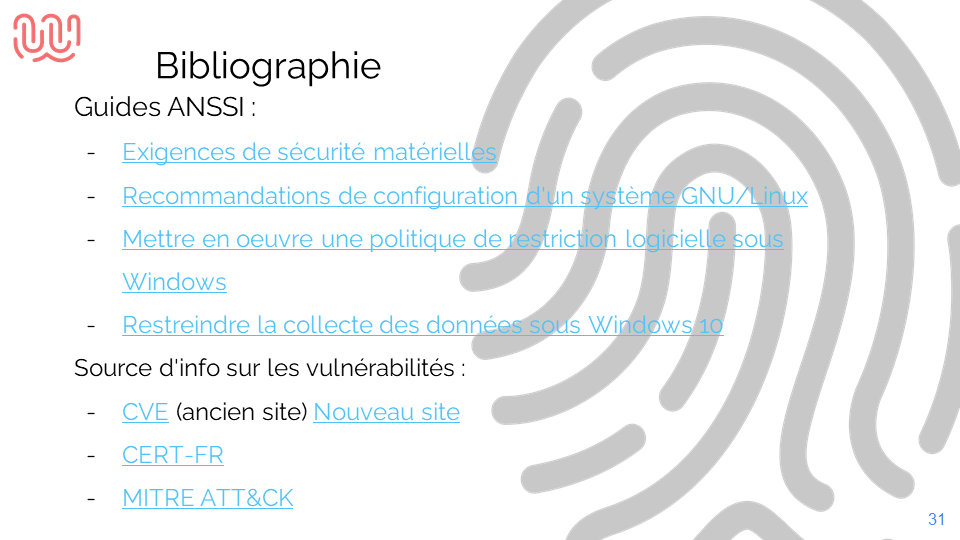 Bibliographie
Guides ANSSI :
- Exigences de sécurité matérielles
- Recommandations de configuration d'un système GNU/Linux
- Mettre en oeuvre une politique de restriction logicielle sous
Windows
- Restreindre la collecte des données sous Windows 10
Source d'info sur les vulnérabilités :
- CVE (ancien site) Nouveau site
- CERT-FR
- MITRE ATT&CK
31